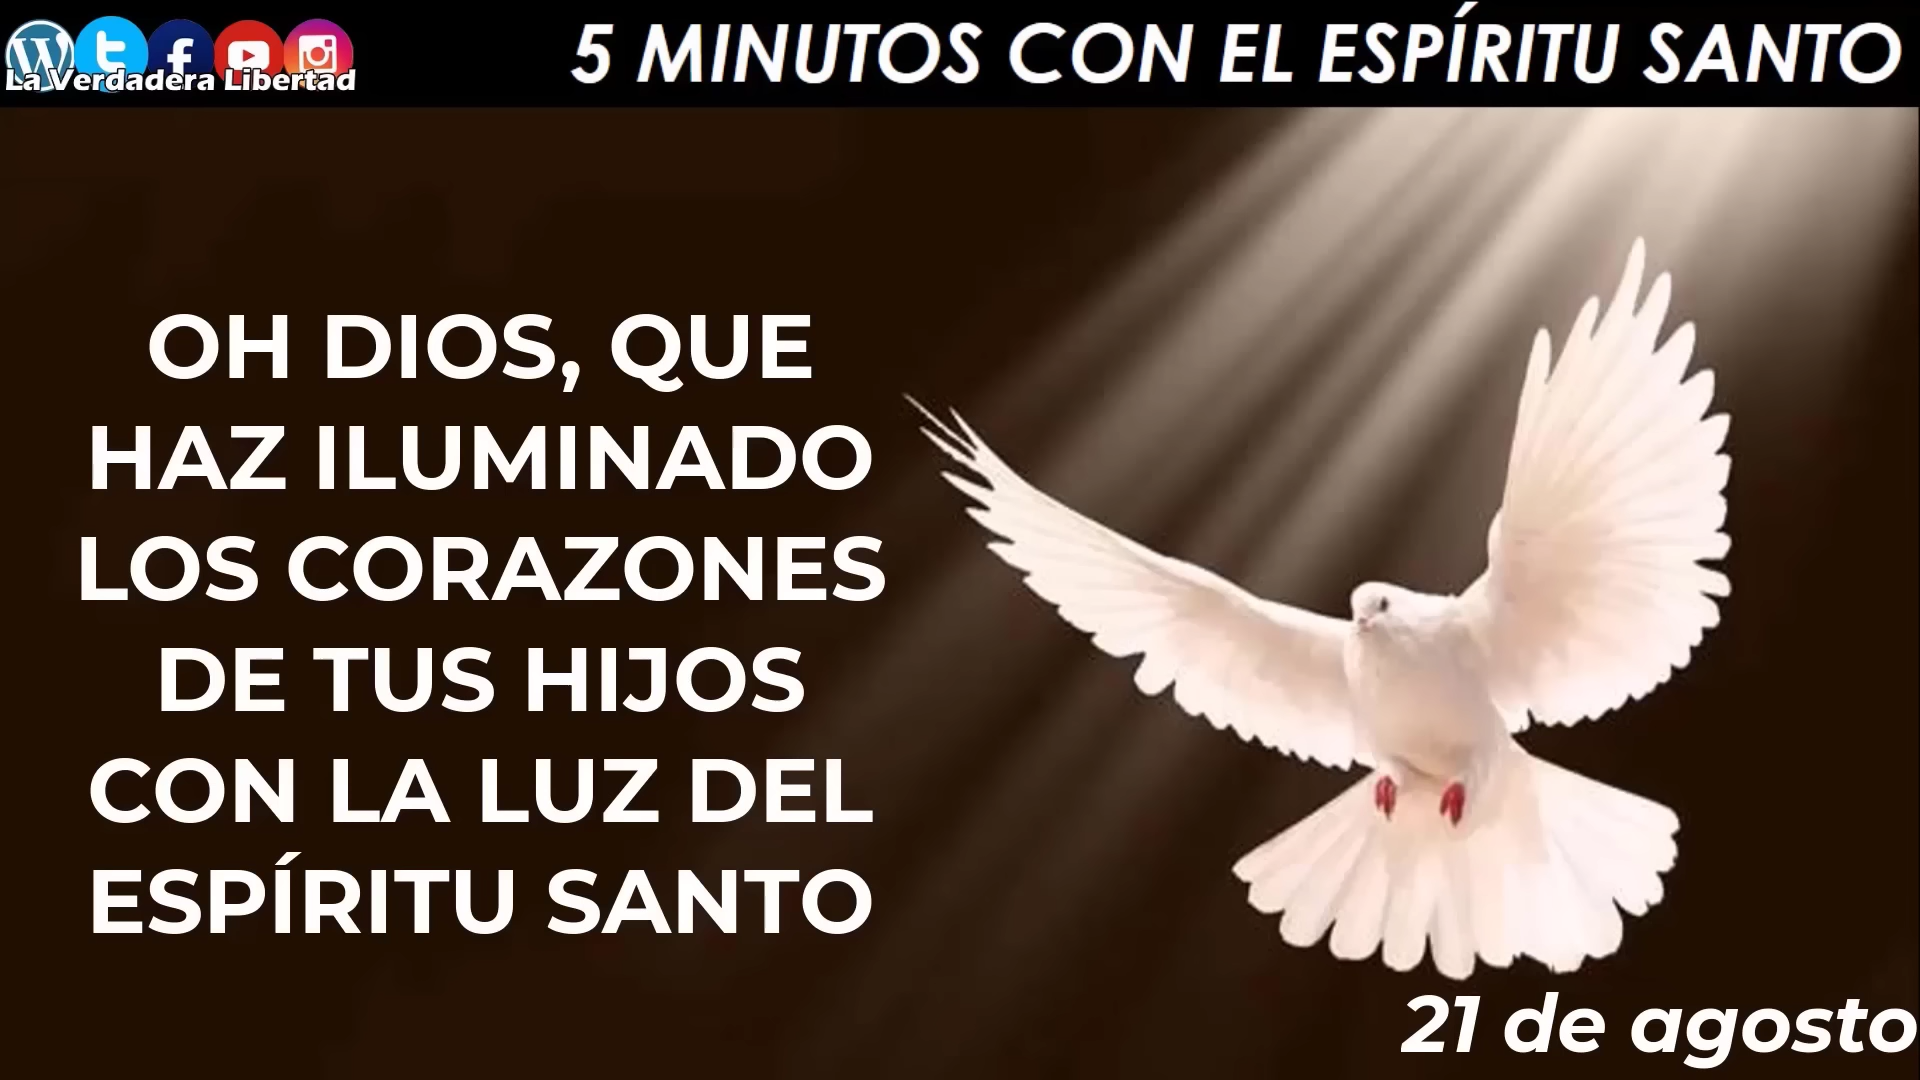 La Verdadera Libertad
5 MINUTOS CON EL ESPÍRITU SANTO
OH DIOS, QUE
HAZ ILUMINADO
LOS CORAZONES
DE TUS HIJOS
CON LA LUZ DEL
ESPÍRITU SANTO
21 de agosto